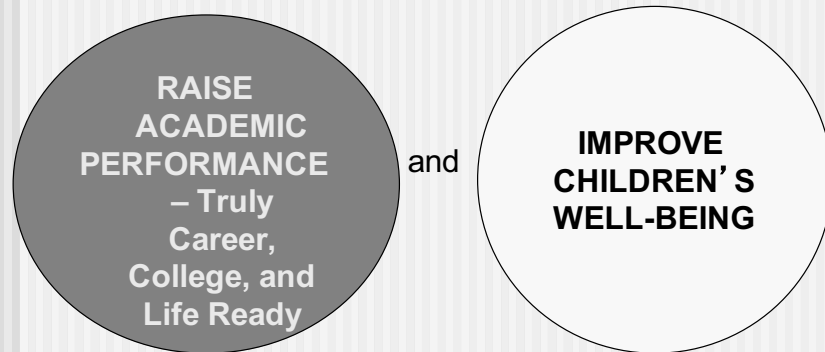 RAISE
ACADEMIC
PERFORMANCE
– Truly
Career,
College, and
Life Ready
and
IMPROVE
CHILDREN’S
WELL-BEING